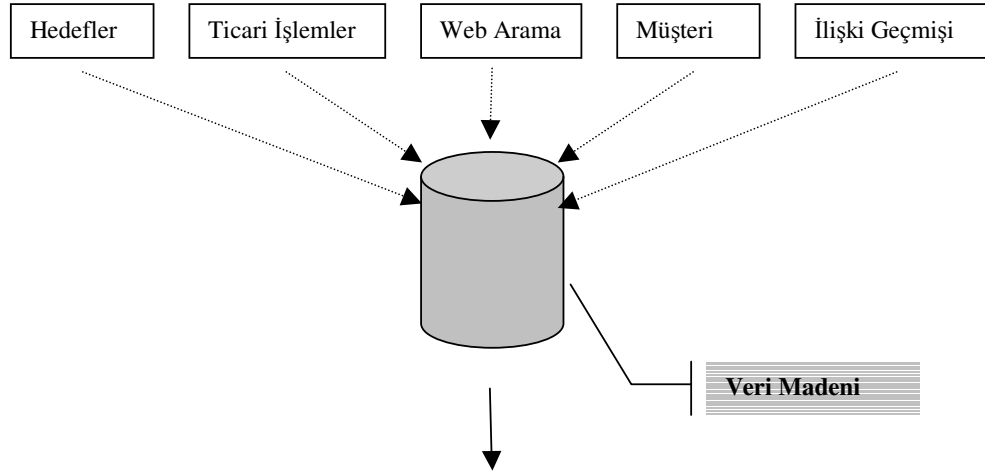 Hedefler
Ticari İşlemler
Web Arama
Müşteri
İlişki Geçmişi
Veri Madeni